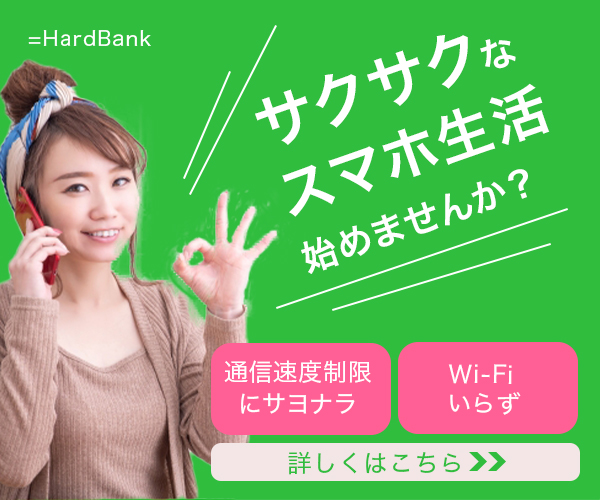 =HardBank
サクサクな
スマホ生活
始めませんか?
通信速度制限
にサヨナラ
Wi-Fi
いらず
詳しくはこちら